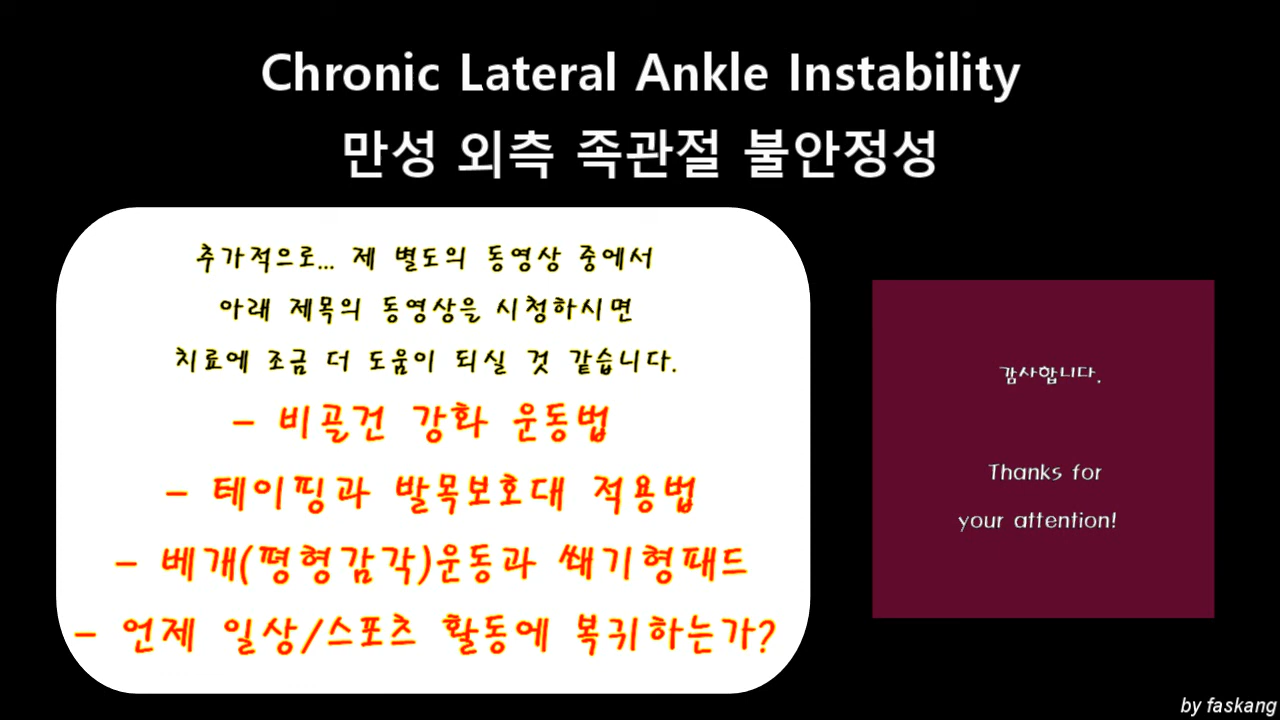 Chronic Lateral Ankle Instability
만성 외측 족관절 불안정성
추가적으로... 제 별도의 동영상 중에서
아래 제목의 동영상을 시청하시면
치료에 조금 더 도움이 되실 것 같습니다.
- 비골건 강화 운동법
- 테이핑과 발목보호대 적용법
- 베개(평형감각)운동과 쐐기형패드
- 언제 일상/스포츠 활동에 복귀하는가?
감사합니다.
Thanks for
your attention!
by faskang